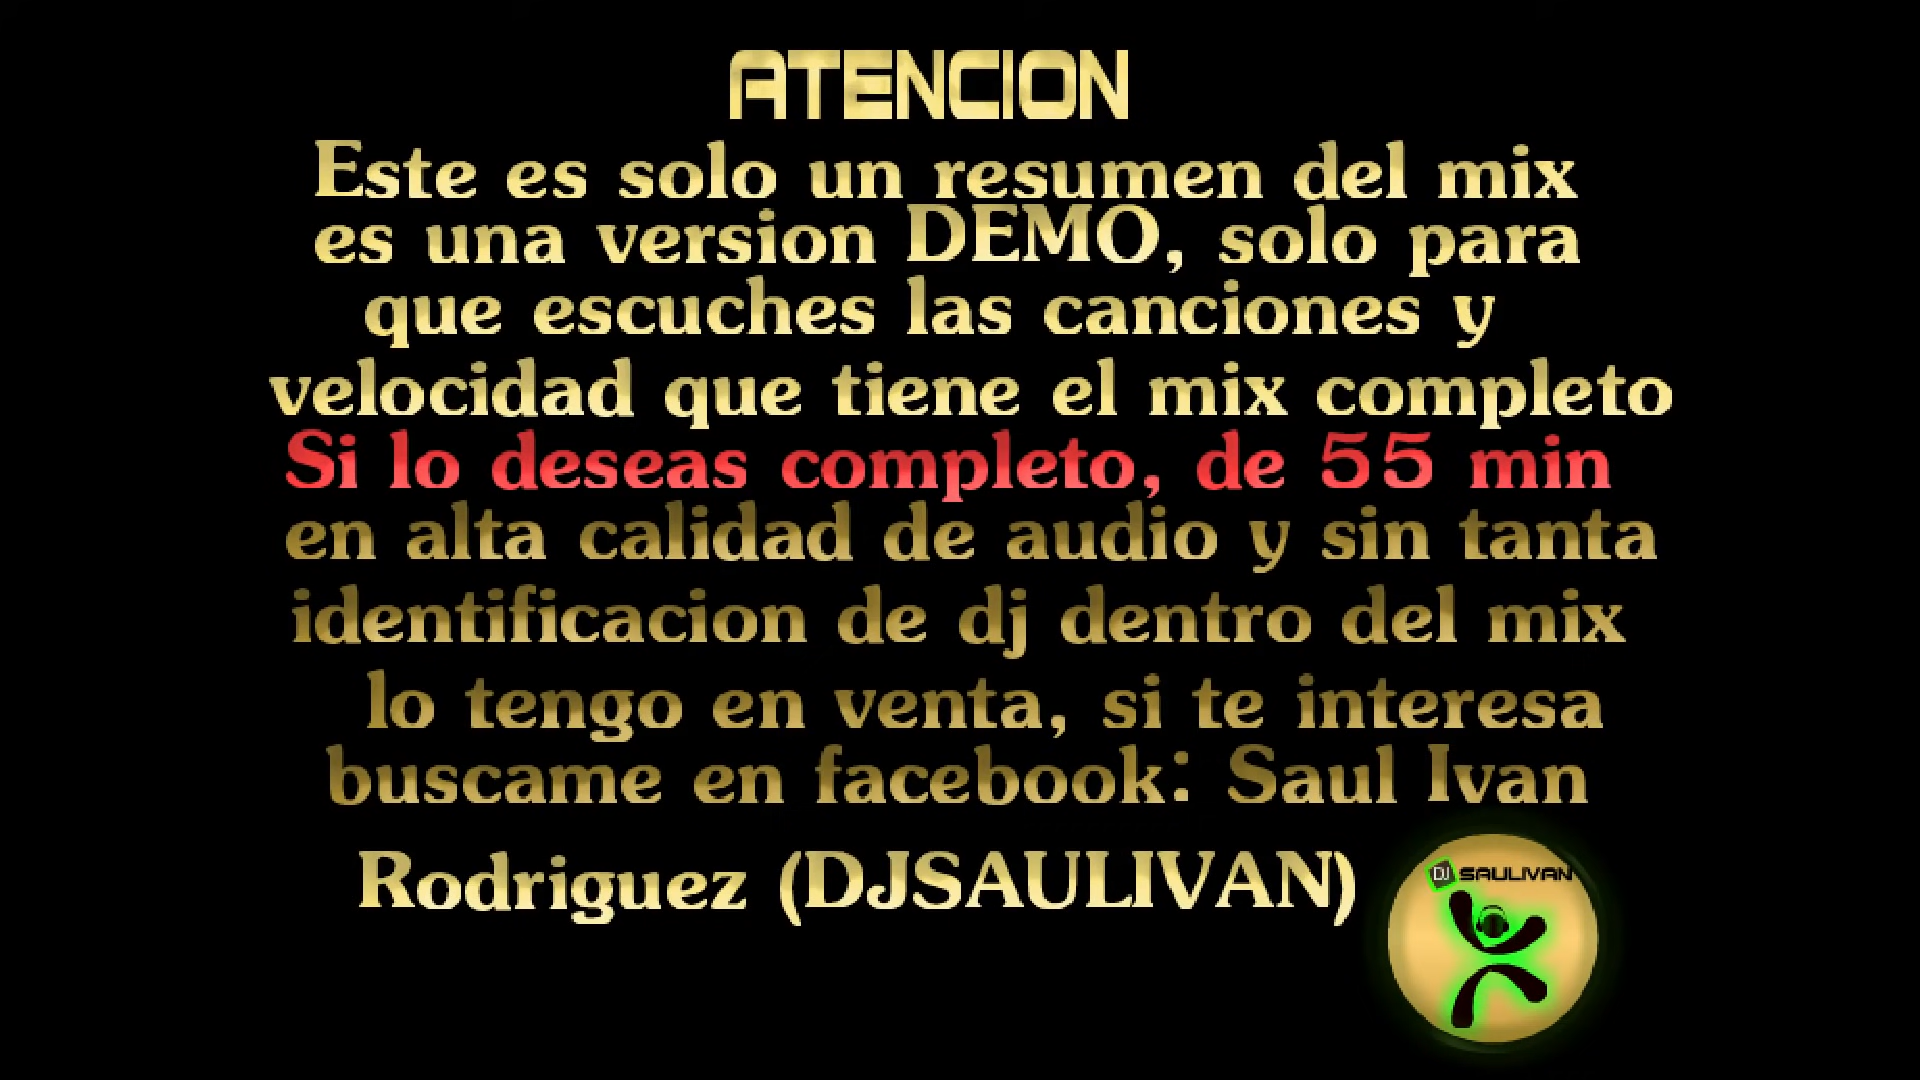 ATENCION
Este es solo un resumen del mix
es una version DEMO, solo para
que escuches las canciones y
velocidad que tiene el mix completo
Si lo deseas completo, de 55 min
en alta calidad de audio y sin tanta
identificacion de dj dentro del mix
lo tengo en venta, si te interesa
buscame en facebook: Saul Ivan
Rodriguez (DJSAULIVAN)
DJ SAULIVAN